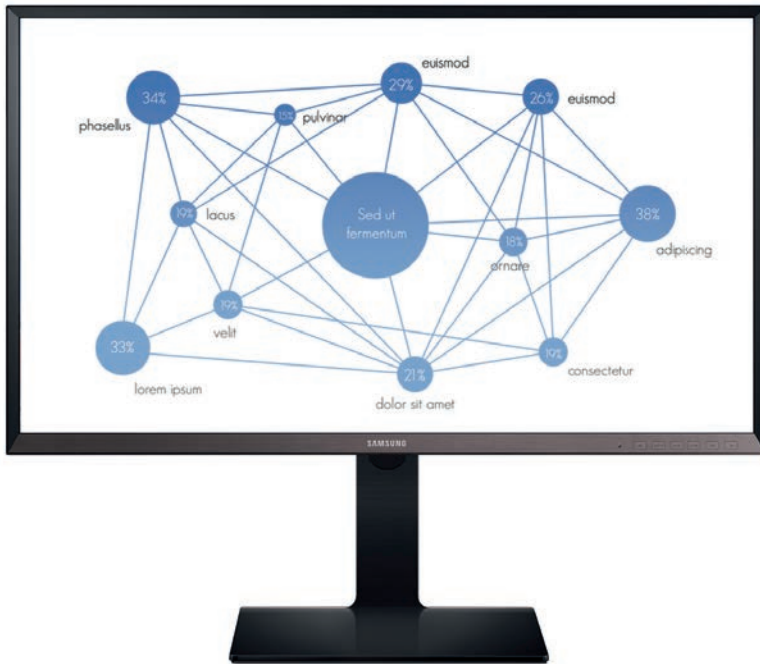 euismod
29%
34%
26%
euismod
phasellus
15%
pulvinar
19%
lacus
Sed ut
fermentum
38%
18%
ornare
adipiscing
19%
velit
33%
lorem ipsum
21%
dolor sit amet
19%
consectetur
SAMSUNG